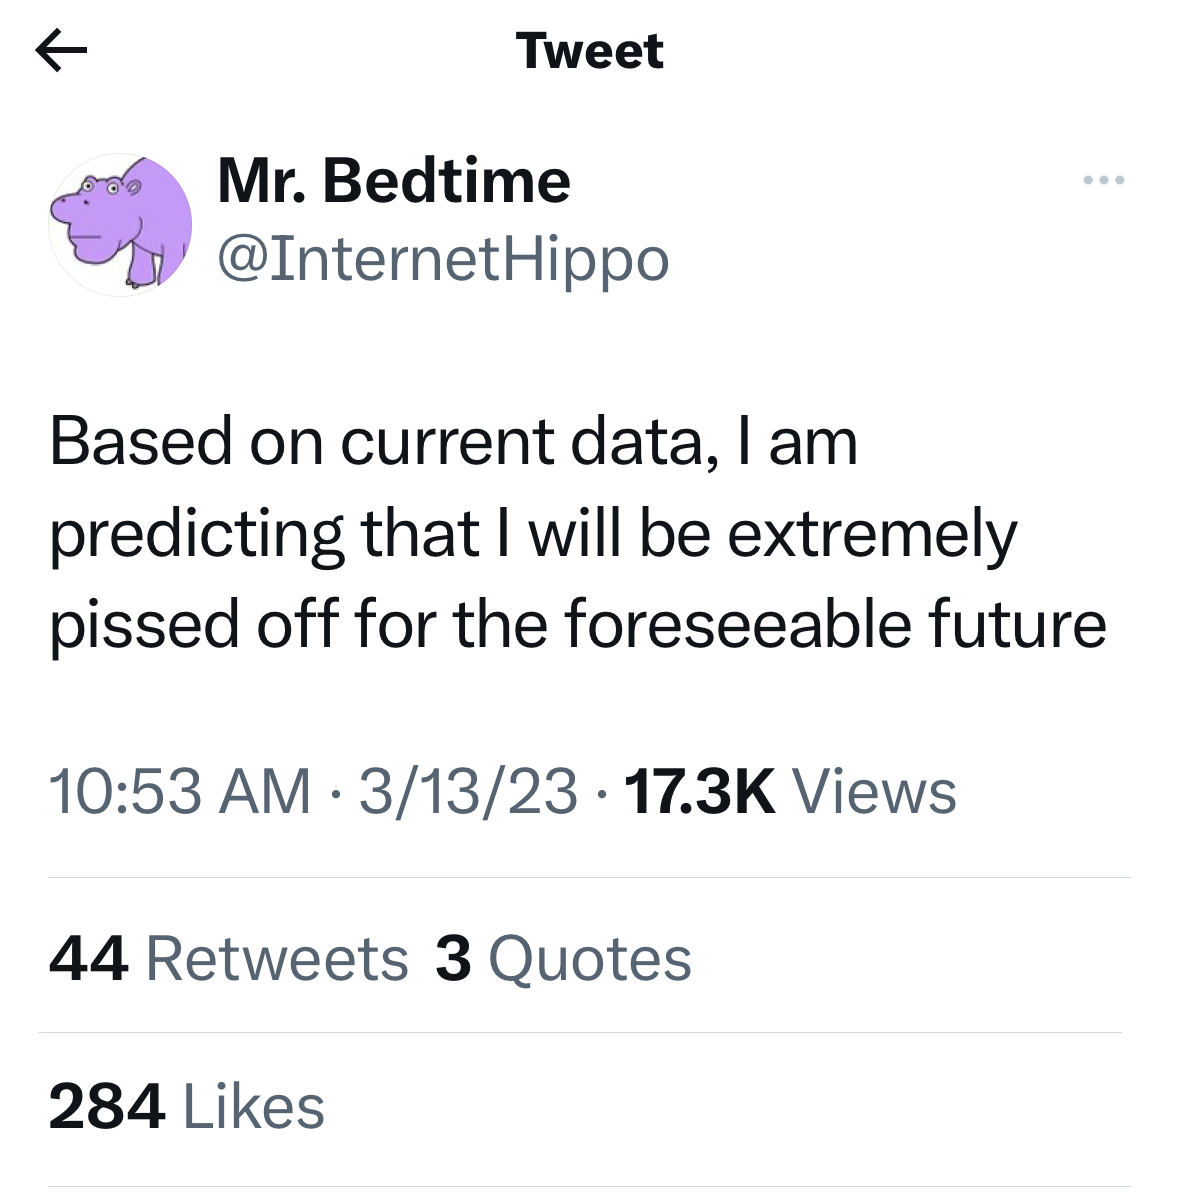 Tweet
Mr. Bedtime
@InternetHippo
Based on current data, I am
predicting that I will be extremely
pissed off for the foreseeable future
10:53 AM · 3/13/23 · 17.3K Views
44 Retweets 3 Quotes
284 Likes